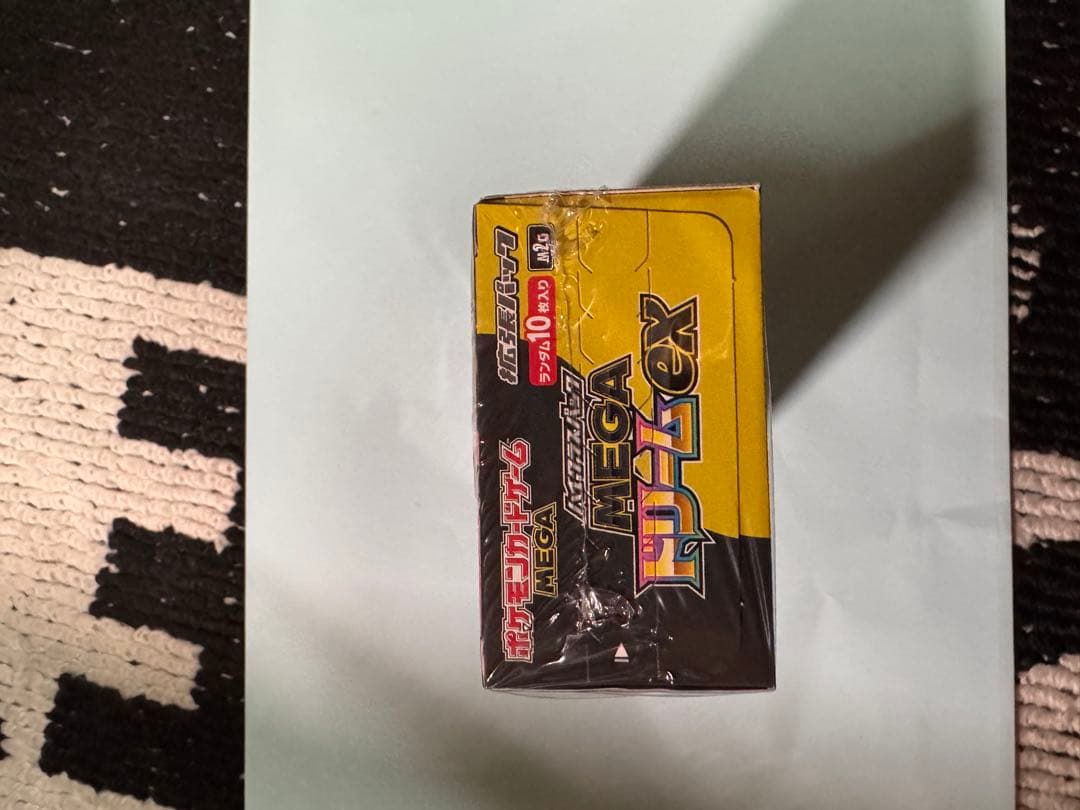 ポケモンカードゲーム
MEGA
拡張パック
ランダム10枚入り
ハイクラスパック
MEGA
ドリームex